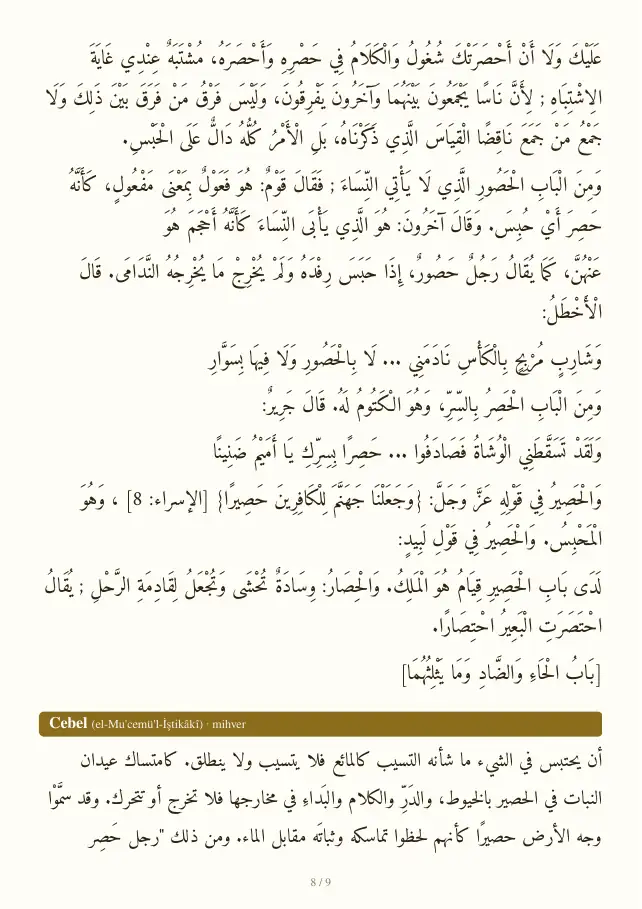 عَلَيْكَ وَلَا أَنْ أَحْصَرَتْكَ شُغُولُ وَالْكَلَامُ فِي حَصْرِهِ وَأَحْصَرَهُ، مُشْتَبَهٌ عِنْدِي غَايَةَ
الِاشْتِبَاهِ ; لِأَنَّ نَاسًا يَجْمَعُونَ بَيْنَهُمَا وَآخَرُونَ يَفْرِقُونَ، وَلَيْسَ فَرْقُ مَنْ فَرَقَ بَيْنَ ذَلِكَ وَلَا
جَمْعُ مَنْ جَمَعَ نَاقِضًا الْقِيَاسَ الَّذِي ذَكَرْنَاهُ، بَلِ الْأَمْرُ كُلُّهُ دَالٌّ عَلَى الْحَبْسِ.
وَمِنَ الْبَابِ الْحَصُورِ الَّذِي لَا يَأْتِي النِّسَاءَ ; فَقَالَ قَوْمٌ: هُوَ فَعَوْلٌ بِمَعْنَى مَفْعُولٍ، كَأَنَّهُ
حَصِرَ أَيْ حُبِسَ. وَقَالَ آخَرُونَ: هُوَ الَّذِي يَأْبَى النِّسَاءَ كَأَنَّهُ أَحْجَمَ هُوَ
عَنْهُنَّ، كَمَا يُقَالُ رَجُلٌ حَصُورٌ، إِذَا حَبَسَ رِفْدَهُ وَلَمْ يُخْرِجْ مَا يُخْرِجُهُ النَّدَامَى. قَالَ
الْأَخْطَلُ:
وَشَارِبٍ مُرْبِحٍ بِالْكَأْسِ نَادَمَنِي ... لَا بِالْحَصُورِ وَلَا فِيهَا بِسَوَّارِ
وَمِنَ الْبَابِ الْحَصِرُ بِالسِّرِّ، وَهُوَ الْكَتُومُ لَهُ. قَالَ جَرِيرٌ:
وَلَقَدْ تَسَقَّطَنِي الْوُشَاةُ فَصَادَفُوا ... حَصِرًا بِسِرِّكِ يَا أَمَيْمُ ضَنِينًا
وَالْحَصِيرُ فِي قَوْلِهِ عَزَّ وَجَلَّ: {وَجَعَلْنَا جَهَنَّمَ لِلْكَافِرِينَ حَصِيرًا} [الإسراء: 8] ، وَهُوَ
الْمَحْبِسُ. وَالْحَصِيرُ فِي قَوْلِ لَبِيدٍ:
لَدَى بَابِ الْحَصِيرِ قِيَامُ هُوَ الْمَلِكُ. وَالْحِصَارُ: وِسَادَةٌ تُحْشَى وَتُجْعَلُ لِقَادِمَةِ الرَّحْلِ ; يُقَالُ
احْتَصَرَتِ الْبَعِيرُ احْتِصَارًا.
[بَابُ الْحَاءِ وَالضَّادِ وَمَا يَثْلِثُهُمَا]
Cebel (el-Mu'cemü'l-İştikâkî) · mihver
أن يحتبس في الشيء ما شأنه التسيب كالمائع فلا يتسيب ولا ينطلق. كامتساك عيدان
النبات في الحصير بالخيوط، والدَرِّ والكلام والبَداءِ في مخارجها فلا تخرج أو تتحرك. وقد سمَّوْا
وجه الأرض حصيرًا كأنهم لحظوا تماسكه وثباتَه مقابل الماء. ومن ذلك "رجل حَصِر
8 / 9